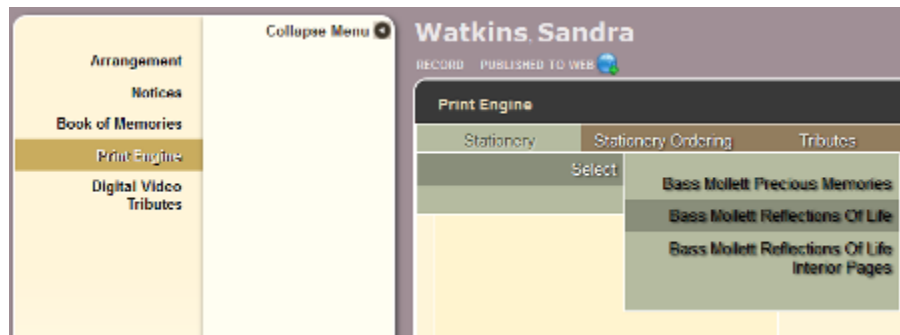 Collapse Menu
Arrangement
Notices
Book of Memories
Print Engine
Digital Video
Tributes
Watkins, Sandra
RECORD PUBLISHED TO WEB
Print Engine
Stationery Stationery Ordering Tributes
Select
Bass Mollett Precious Memories
Bass Mollett Reflections Of Life
Bass Mollett Reflections Of Life
Interior Pages